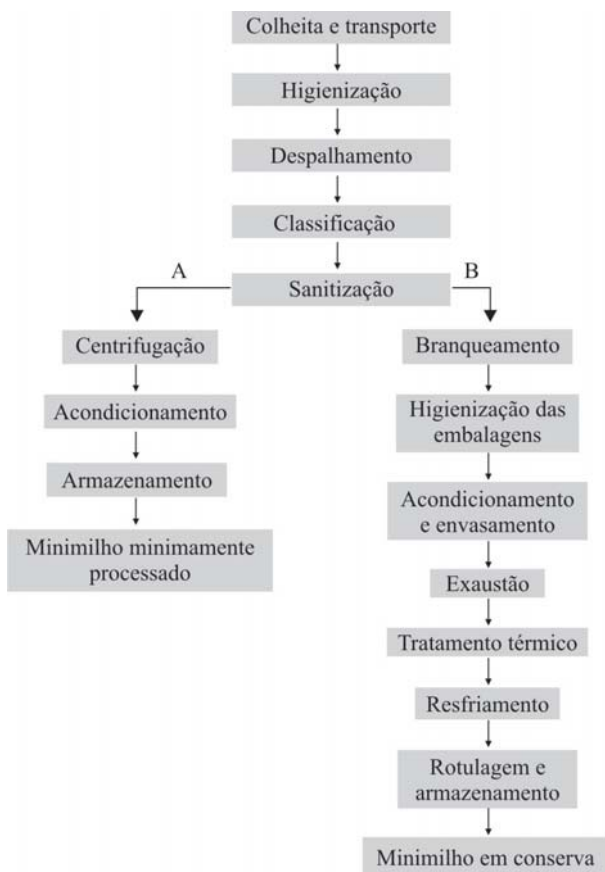 Colheita e transporte
Higienização
Despalhamento
Classificação
A
B
Sanitização
Centrifugação
Acondicionamento
Armazenamento
Minimilho minimamente
processado
Branqueamento
Higienização das
embalagens
Acondicionamento
e envasamento
Exaustão
Tratamento térmico
Resfriamento
Rotulagem e
armazenamento
Minimilho em conserva